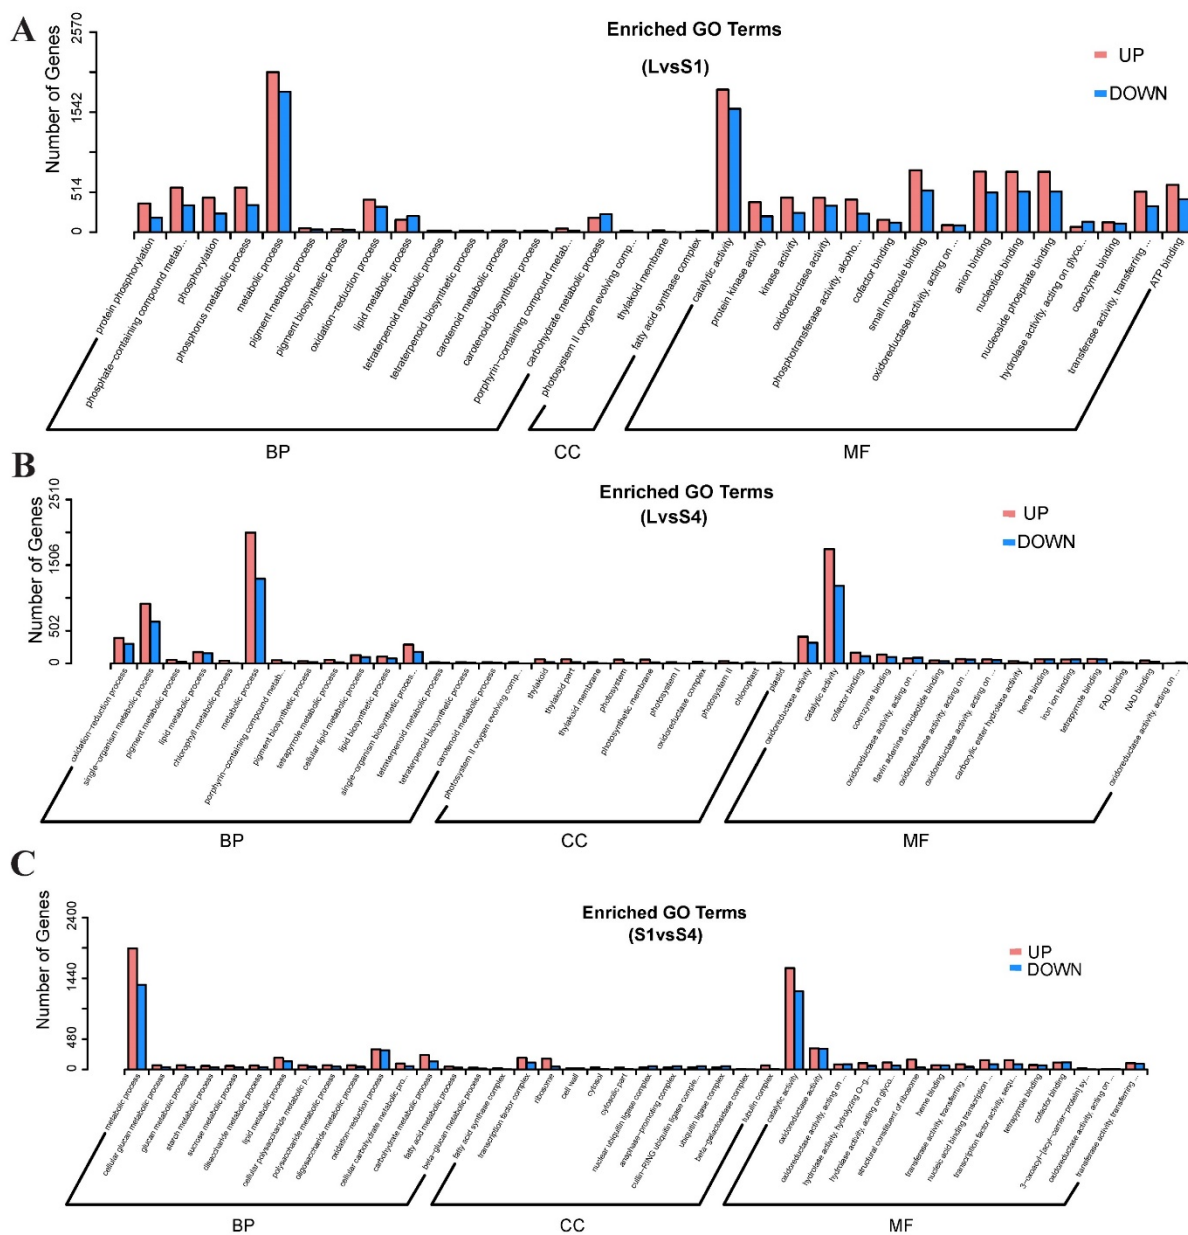 A
Enriched GO Terms
(LvsS1)
UP
DOWN
Number of Genes
2570
1542
514
0
protein phosphorylation
phosphate−containing compound metab...
phosphorylation
phosphorus metabolic process
metabolic process
pigment metabolic process
pigment biosynthetic process
oxidation−reduction process
lipid metabolic process
tetraterpenoid metabolic process
tetraterpenoid biosynthetic process
carotenoid metabolic process
carotenoid biosynthetic process
porphyrin−containing compound metab...
carbohydrate metabolic process
photosystem II oxygen evolving comp...
thylakoid membrane
fatty acid synthase complex
catalytic activity
protein kinase activity
kinase activity
oxidoreductase activity
phosphotransferase activity, alcoho...
cofactor binding
small molecule binding
oxidoreductase activity, acting on ...
anion binding
nucleotide binding
nucleoside phosphate binding
hydrolase activity, acting on glyco...
coenzyme binding
transferase activity, transferring ...
ATP binding
BP
CC
MF
B
Enriched GO Terms
(LvsS4)
UP
DOWN
Number of Genes
2510
1506
502
0
oxidation−reduction process
single−organism metabolic process
pigment metabolic process
lipid metabolic process
chlorophyll metabolic process
metabolic process
porphyrin−containing compound metab...
pigment biosynthetic process
tetrapyrrole metabolic process
cellular lipid metabolic process
lipid biosynthetic process
single−organism biosynthetic proces...
tetraterpenoid metabolic process
tetraterpenoid biosynthetic process
carotenoid metabolic process
photosystem II oxygen evolving comp...
thylakoid
thylakoid part
thylakoid membrane
photosystem
photosynthetic membrane
photosystem I
oxidoreductase complex
photosystem II
chloroplast
plastid
oxidoreductase activity
catalytic activity
cofactor binding
coenzyme binding
oxidoreductase activity, acting on ...
flavin adenine dinucleotide binding
oxidoreductase activity, acting on ...
oxidoreductase activity, acting on ...
carboxylic ester hydrolase activity
heme binding
iron ion binding
tetrapyrrole binding
FAD binding
NAD binding
oxidoreductase activity, acting on ...
BP
CC
MF
C
Enriched GO Terms
(S1vsS4)
UP
DOWN
Number of Genes
2400
1440
480
0
metabolic process
cellular glucan metabolic process
glucan metabolic process
starch metabolic process
sucrose metabolic process
disaccharide metabolic process
lipid metabolic process
cellular polysaccharide metabolic p...
polysaccharide metabolic process
oligosaccharide metabolic process
oxidation−reduction process
cellular carbohydrate metabolic pro...
carbohydrate metabolic process
fatty acid metabolic process
beta−glucan metabolic process
fatty acid synthase complex
transcription factor complex
ribosome
cell wall
cytosol
cytosolic part
nuclear ubiquitin ligase complex
anaphase−promoting complex
cullin−RING ubiquitin ligase comple...
ubiquitin ligase complex
beta−galactosidase complex
tubulin complex
catalytic activity
oxidoreductase activity
oxidoreductase activity, acting on ...
hydrolase activity, hydrolyzing O−g...
hydrolase activity, acting on glyco...
structural constituent of ribosome
heme binding
transferase activity, transferring ...
nucleic acid binding transcription ...
transcription factor activity, sequ...
tetrapyrrole binding
cofactor binding
3−oxoacyl−[acyl−carrier−protein] sy...
oxidoreductase activity, acting on ...
transferase activity, transferring ...
BP
CC
MF